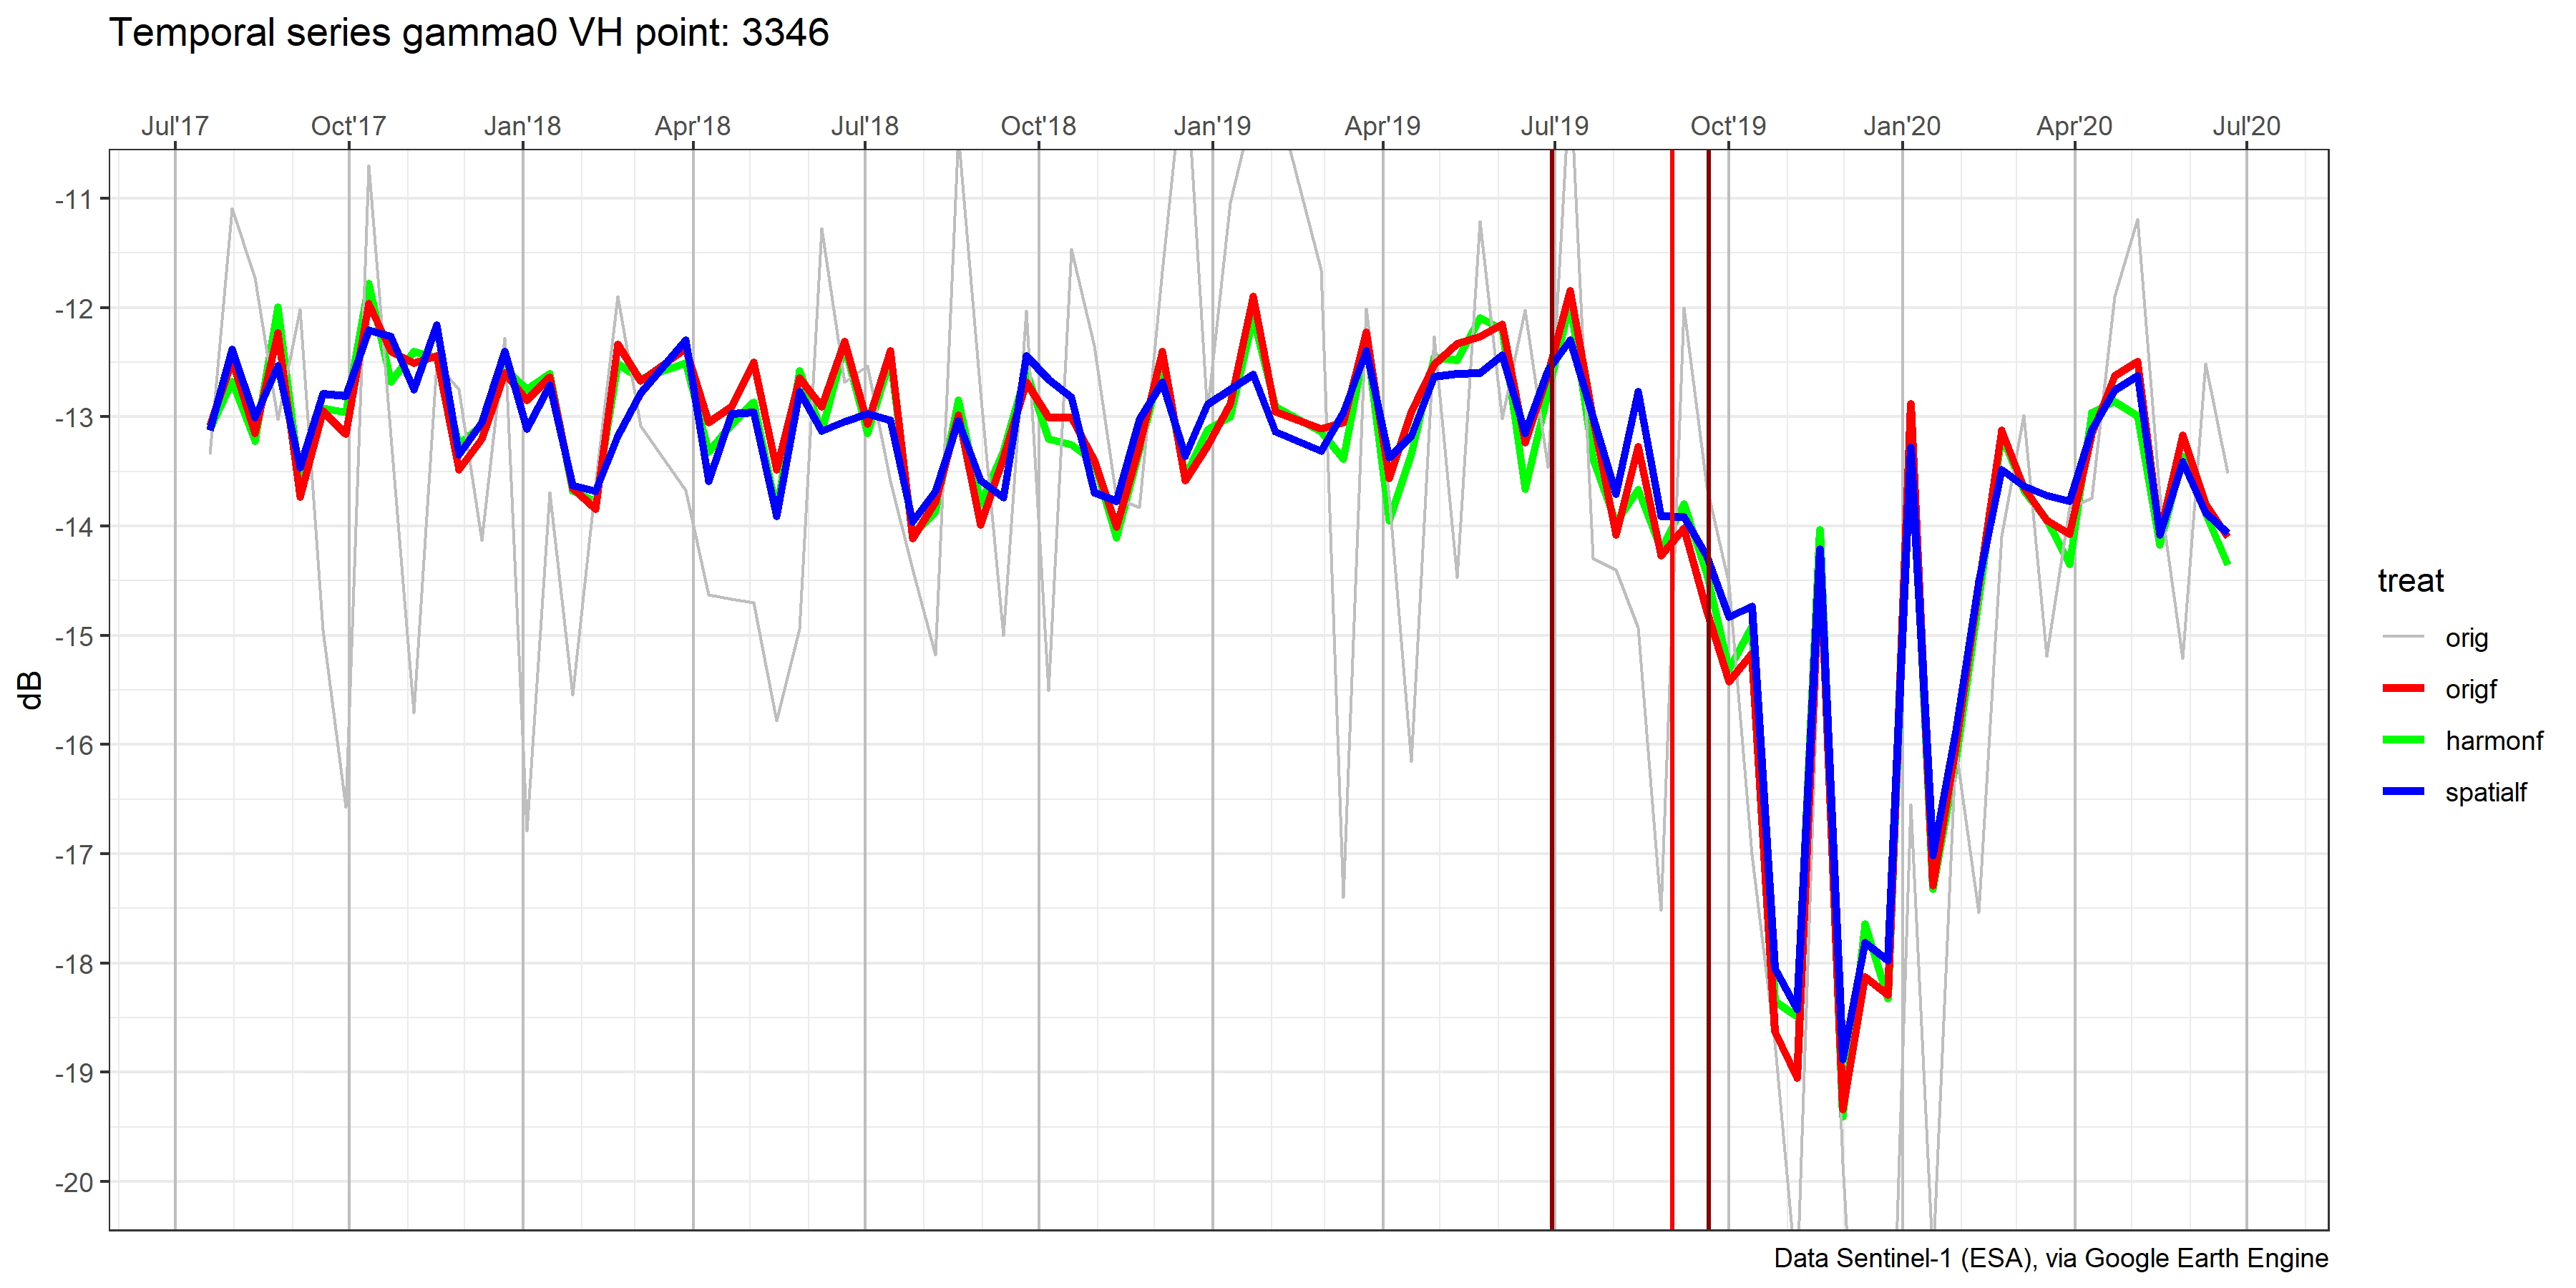 Temporal series gamma0 VH point: 3346
Jul'17 Oct'17 Jan'18 Apr'18 Jul'18 Oct'18 Jan'19 Apr'19 Jul'19 Oct'19 Jan'20 Apr'20 Jul'20
-11
-12
-13
-14
-15
-16
-17
-18
-19
-20
dB
treat
orig
origf
harmonf
spatialf
Data Sentinel-1 (ESA), via Google Earth Engine